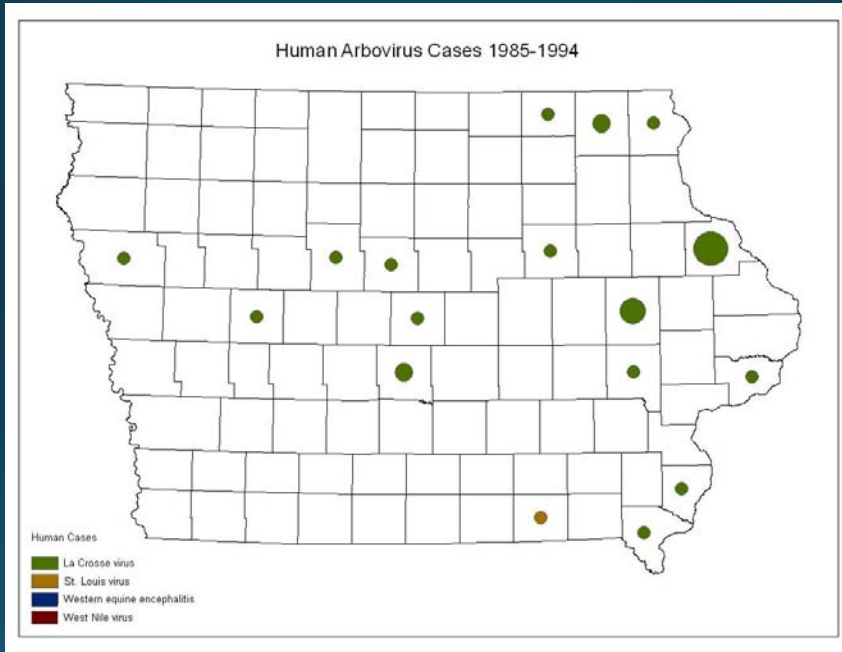 Human Arbovirus Cases 1985-1994
Human Cases
La Crosse virus
St. Louis virus
Western equine encephalitis
West Nile virus